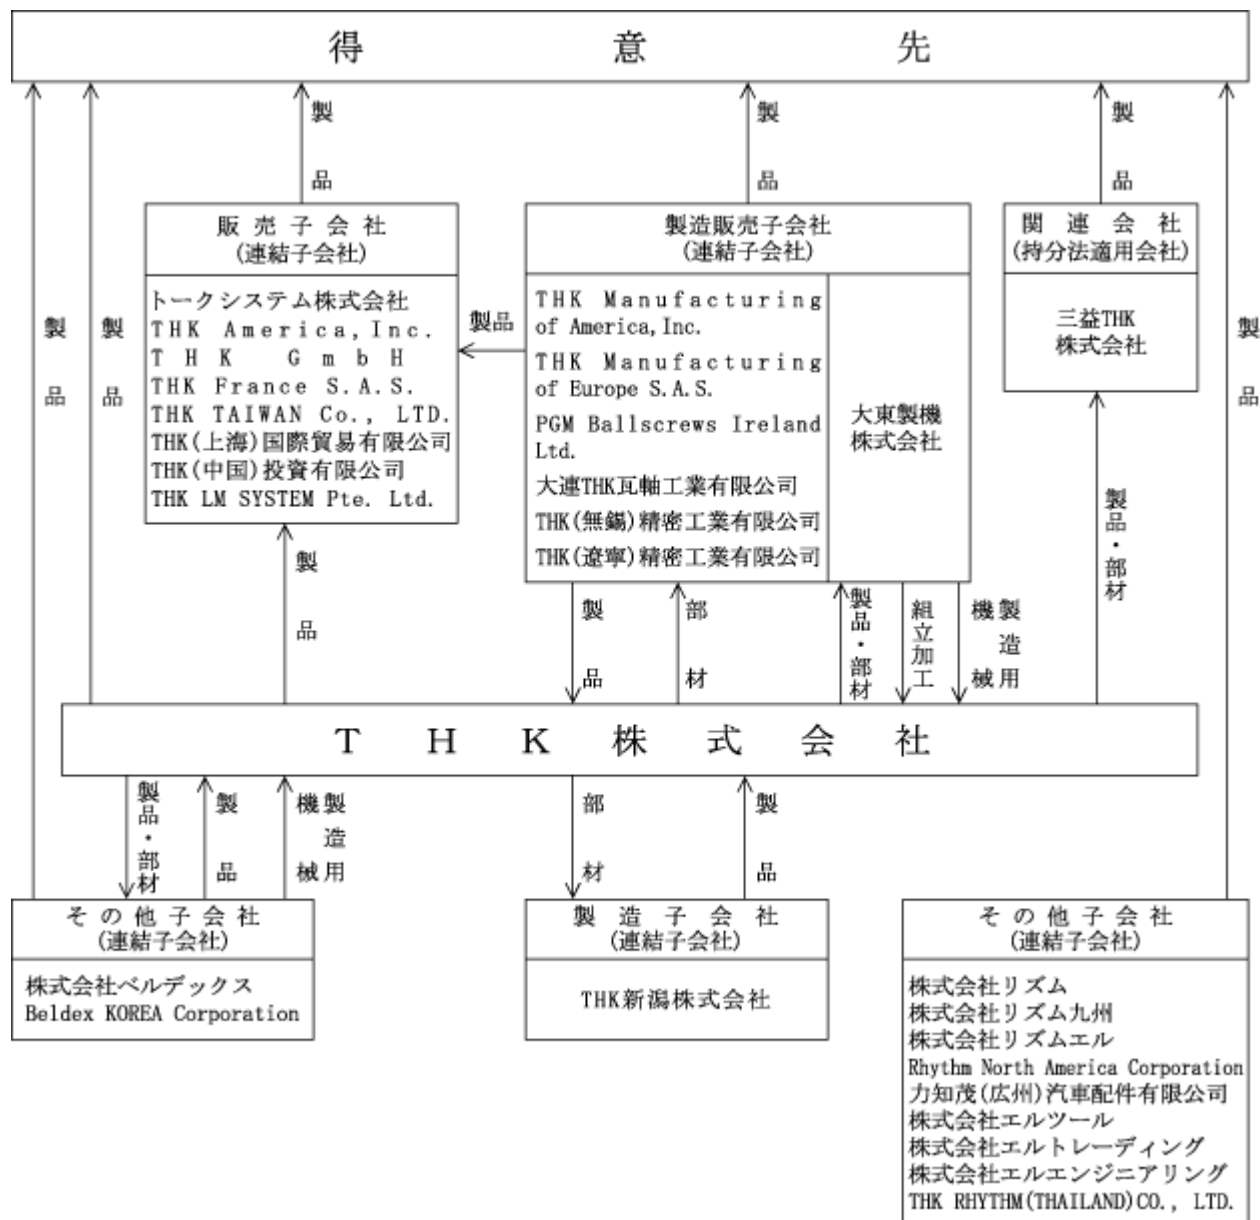 得意先
製品
製品
製品
製品
製品
製品
販売子会社
(連結子会社)
トークシステム株式会社
THK America,Inc.
THK GmbH
THK France S.A.S.
THK TAIWAN Co., LTD.
THK(上海)国際貿易有限公司
THK(中国)投資有限公司
THK LM SYSTEM Pte. Ltd.
製品
製造販売子会社
(連結子会社)
THK Manufacturing
of America,Inc.
THK Manufacturing
of Europe S.A.S.
PGM Ballscrews Ireland
Ltd.
大連THK瓦軸工業有限公司
THK(無錫)精密工業有限公司
THK(遼寧)精密工業有限公司
大東製機
株式会社
関連会社
(持分法適用会社)
三益THK
株式会社
製品
製品
部材
製品・部材
組立加工
製造用
機械
製品・部材
THK株式会社
製品・部材
製品
製造用
機械
部材
製品
その他子会社
(連結子会社)
株式会社ベルデックス
Beldex KOREA Corporation
製造子会社
(連結子会社)
THK新潟株式会社
その他子会社
(連結子会社)
株式会社リズム
株式会社リズム九州
株式会社リズムエル
Rhythm North America Corporation
力知茂(広州)汽車配件有限公司
株式会社エルツール
株式会社エルトレーディング
株式会社エルエンジニアリング
THK RHYTHM(THAILAND)CO., LTD.